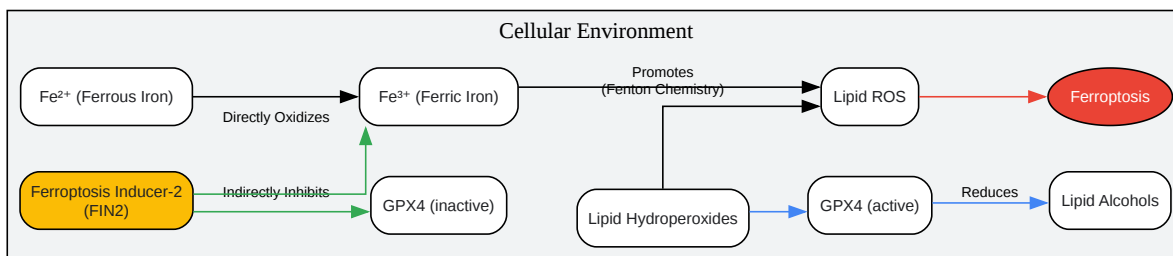 Cellular Environment
Fe²⁺ (Ferrous Iron)
Directly Oxidizes
Fe³⁺ (Ferric Iron)
Promotes
(Fenton Chemistry)
Lipid ROS
Ferroptosis
Ferroptosis Inducer-2
(FIN2)
Indirectly Inhibits
GPX4 (inactive)
Lipid Hydroperoxides
GPX4 (active)
Reduces
Lipid Alcohols